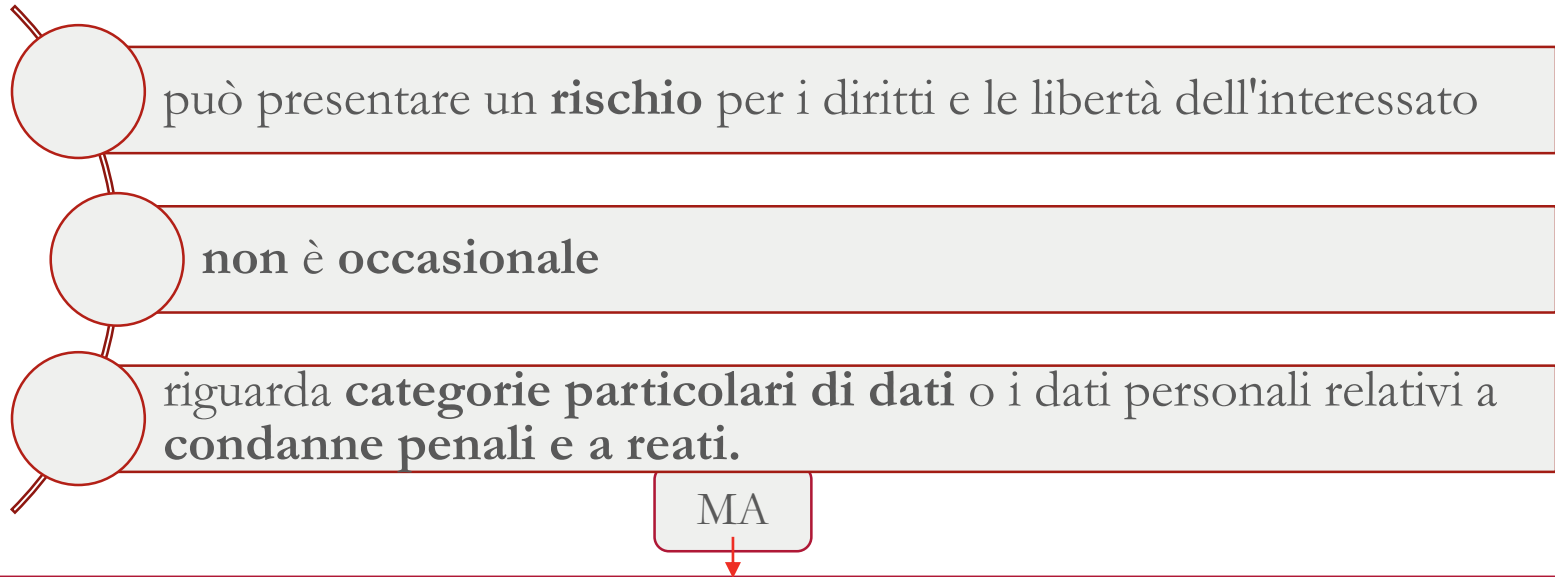 può presentare un rischio per i diritti e le libertà dell'interessato
non è occasionale
riguarda categorie particolari di dati o i dati personali relativi a
condanne penali e a reati.
MA